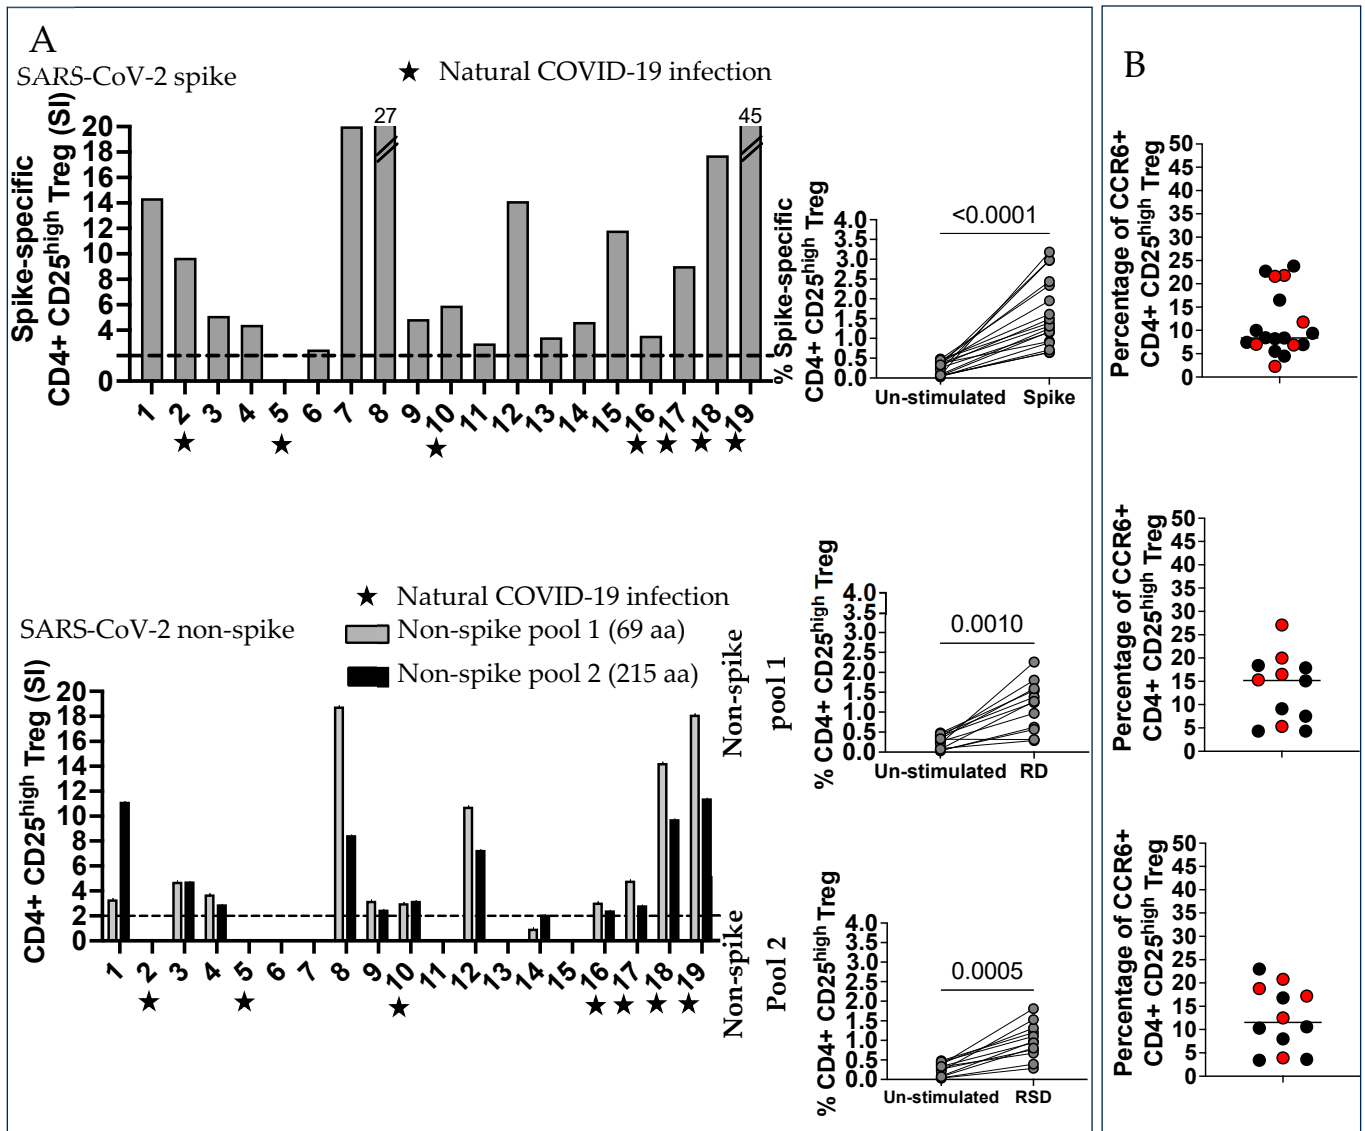 A
SARS-CoV-2 spike
★ Natural COVID-19 infection
Spike-specific
CD4+ CD25high Treg (SI)
20
18
16
14
12
10
8
6
4
2
0
27
45
1 2 3 4 5 6 7 8 9 10 11 12 13 14 15 16 17 18 19
★ ★ ★ ★ ★ ★ ★
% Spike-specific
CD4+ CD25high Treg
4.0
3.5
3.0
2.5
2.0
1.5
1.0
0.5
0.0
<0.0001
Un-stimulated Spike
SARS-CoV-2 non-spike
★ Natural COVID-19 infection
Non-spike pool 1 (69 aa)
Non-spike pool 2 (215 aa)
CD4+ CD25high Treg (SI)
20
18
16
14
12
10
8
6
4
2
0
1 2 3 4 5 6 7 8 9 10 11 12 13 14 15 16 17 18 19
★ ★ ★ ★ ★ ★ ★
Non-spike
pool 1
% CD4+ CD25high Treg
4.0
3.5
3.0
2.5
2.0
1.5
1.0
0.5
0.0
0.0010
Un-stimulated RD
Non-spike
Pool 2
% CD4+ CD25high Treg
4.0
3.5
3.0
2.5
2.0
1.5
1.0
0.5
0.0
0.0005
Un-stimulated RSD
B
Percentage of CCR6+
CD4+ CD25high Treg
50
45
40
35
30
25
20
15
10
5
0
Percentage of CCR6+
CD4+ CD25high Treg
50
45
40
35
30
25
20
15
10
5
0
Percentage of CCR6+
CD4+ CD25high Treg
50
45
40
35
30
25
20
15
10
5
0